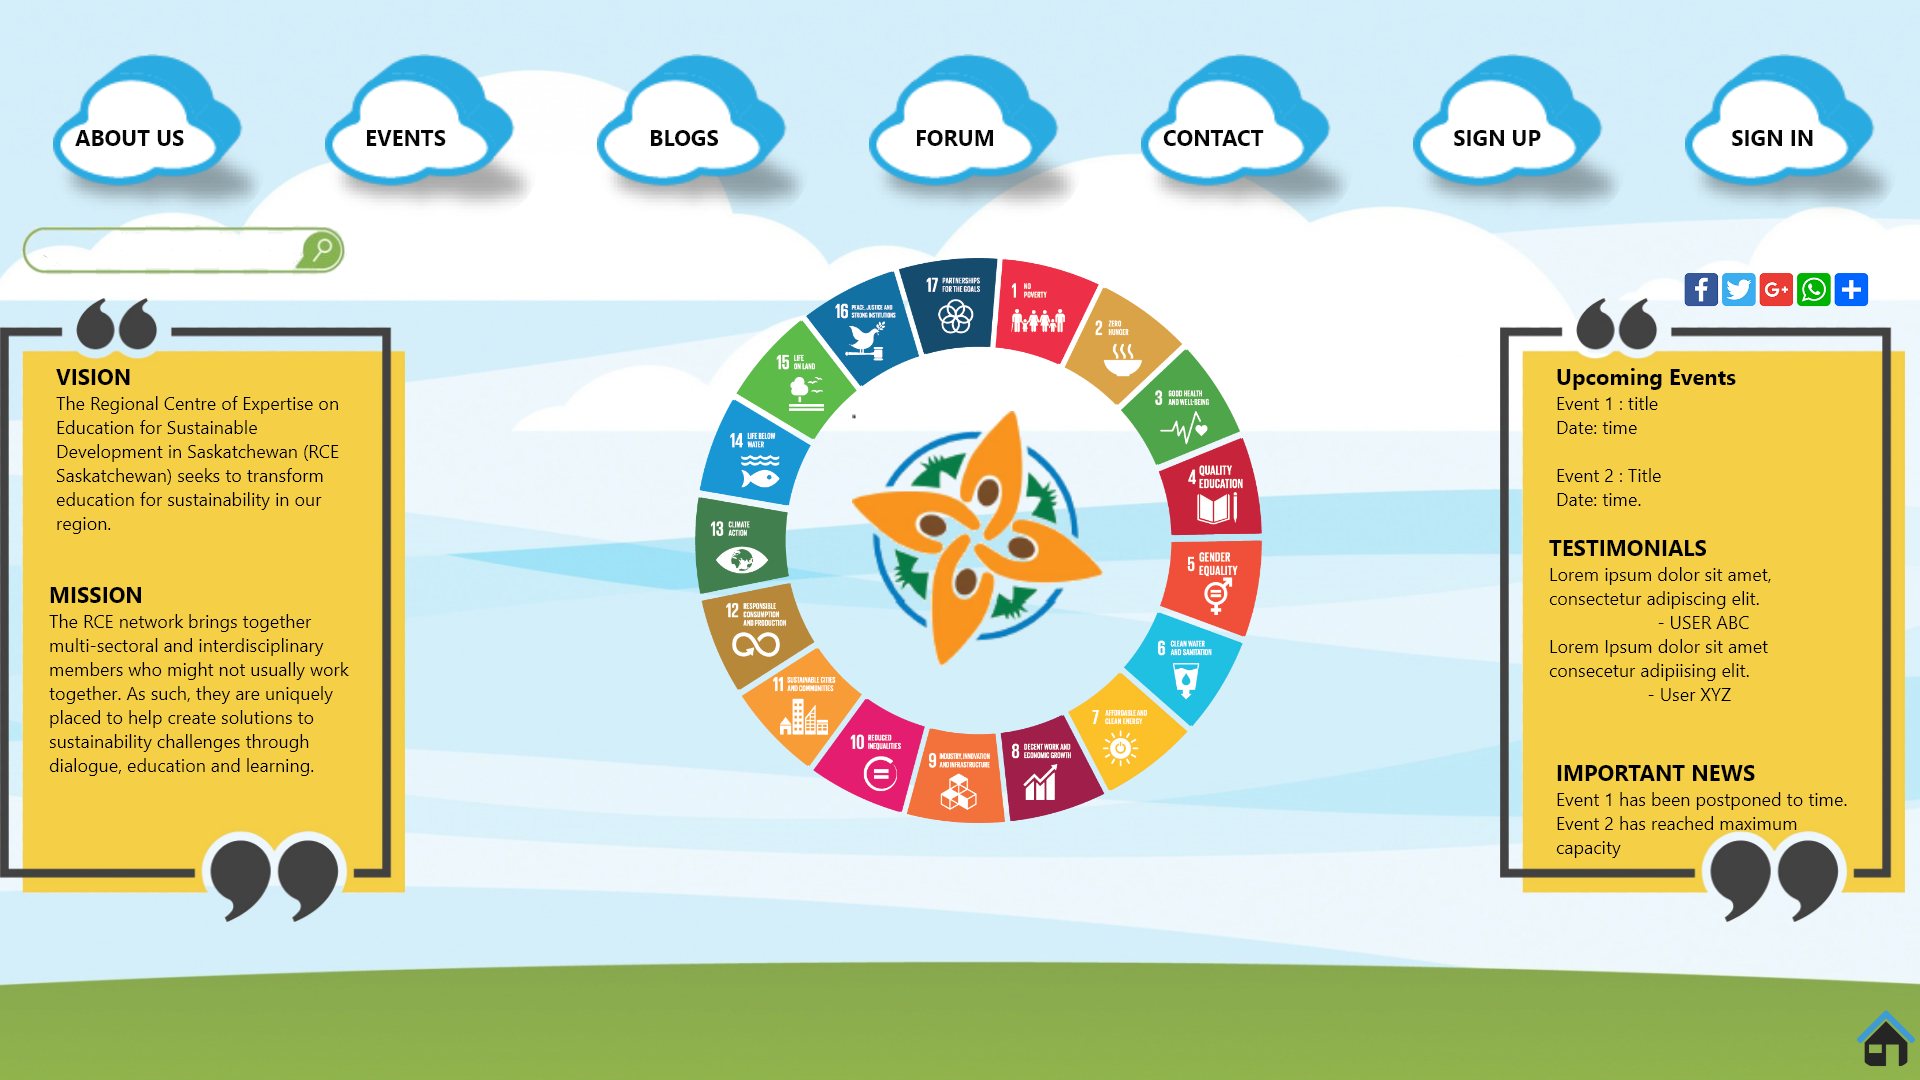 ABOUT US
EVENTS
BLOGS
FORUM
CONTACT
SIGN UP
SIGN IN
VISION
The Regional Centre of Expertise on
Education for Sustainable
Development in Saskatchewan (RCE
Saskatchewan) seeks to transform
education for sustainability in our
region.
MISSION
The RCE network brings together
multi-sectoral and interdisciplinary
members who might not usually work
together. As such, they are uniquely
placed to help create solutions to
sustainability challenges through
dialogue, education and learning.
1 NO
POVERTY
2 ZERO
HUNGER
3 GOOD HEALTH
AND WELL-BEING
4 QUALITY
EDUCATION
5 GENDER
EQUALITY
6 CLEAN WATER
AND SANITATION
7 AFFORDABLE AND
CLEAN ENERGY
8 DECENT WORK AND
ECONOMIC GROWTH
9 INDUSTRY, INNOVATION
AND INFRASTRUCTURE
10 REDUCED
INEQUALITIES
11 SUSTAINABLE CITIES
AND COMMUNITIES
12 RESPONSIBLE
CONSUMPTION
AND PRODUCTION
13 CLIMATE
ACTION
14 LIFE BELOW
WATER
15 LIFE
ON LAND
16 PEACE, JUSTICE AND
STRONG INSTITUTIONS
17 PARTNERSHIPS
FOR THE GOALS
f
G+
Upcoming Events
Event 1 : title
Date: time
Event 2 : Title
Date: time.
TESTIMONIALS
Lorem ipsum dolor sit amet,
consectetur adipiscing elit.
- USER ABC
Lorem Ipsum dolor sit amet
consecetur adipiising elit.
- User XYZ
IMPORTANT NEWS
Event 1 has been postponed to time.
Event 2 has reached maximum
capacity